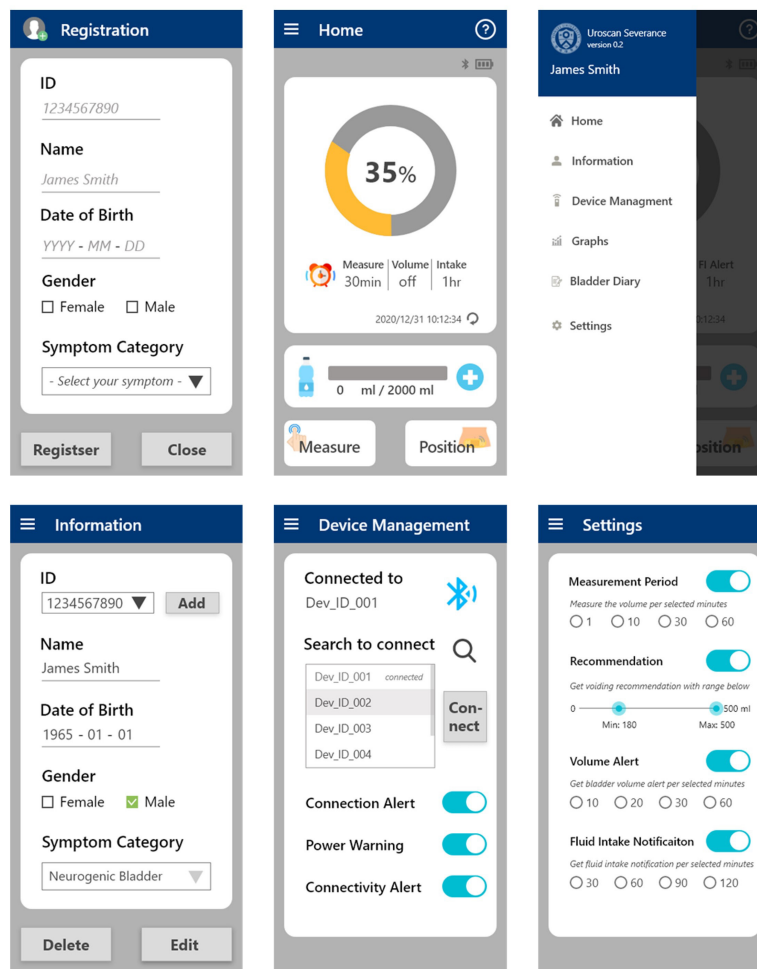 Registration
ID
1234567890
Name
James Smith
Date of Birth
YYYY - MM - DD
Gender
Female Male
Symptom Category
- Select your symptom -
Registser Close
Home ?
35%
Measure Volume Intake
30min off 1hr
2020/12/31 10:12:34
0 ml / 2000 ml
Measure Position
Uroscan Severance
version 0.2
James Smith
Home
Information
Device Managment
Graphs
Bladder Diary
Settings
?
FI Alert
1hr
0:12:34
osition
Information
ID
1234567890 Add
Name
James Smith
Date of Birth
1965 - 01 - 01
Gender
Female Male
Symptom Category
Neurogenic Bladder
Delete Edit
Device Management
Connected to
Dev_ID_001
Search to connect
Dev_ID_001 connected
Dev_ID_002
Dev_ID_003
Dev_ID_004
Con-
nect
Connection Alert
Power Warning
Connectivity Alert
Settings
Measurement Period
Measure the volume per selected minutes
1 10 30 60
Recommendation
Get voiding recommendation with range below
0 500 ml
Min: 180 Max: 500
Volume Alert
Get bladder volume alert per selected minutes
10 20 30 60
Fluid Intake Notificaiton
Get fluid intake notification per selected minutes
30 60 90 120